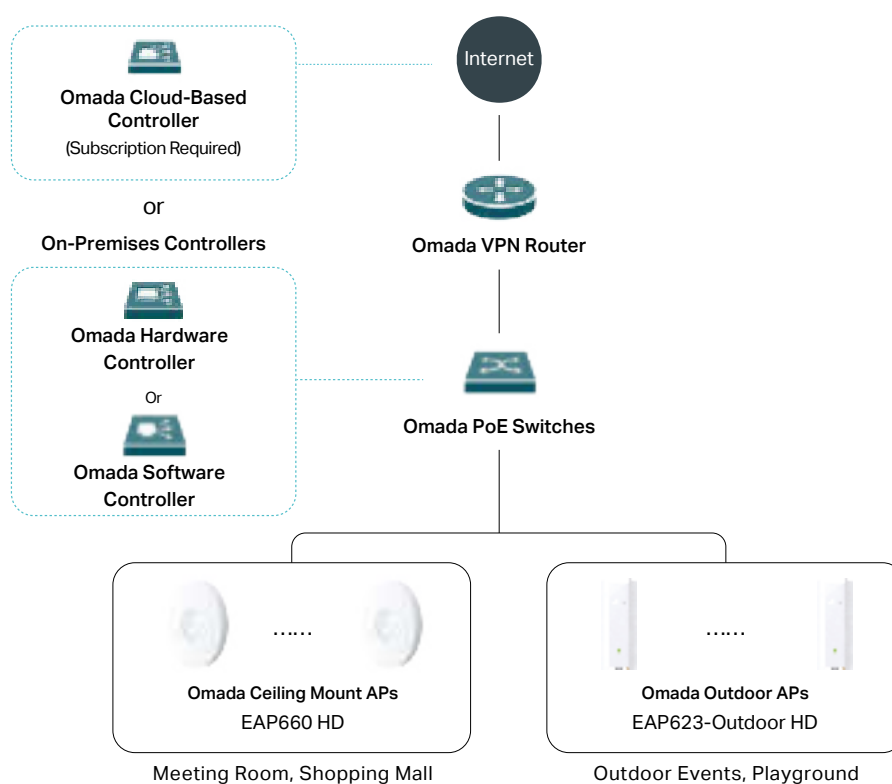 Internet
Omada Cloud-Based
Controller
(Subscription Required)
or
On-Premises Controllers
Omada VPN Router
Omada Hardware
Controller
Or
Omada Software
Controller
Omada PoE Switches
......
Omada Ceiling Mount APs
EAP660 HD
Meeting Room, Shopping Mall
......
Omada Outdoor APs
EAP623-Outdoor HD
Outdoor Events, Playground